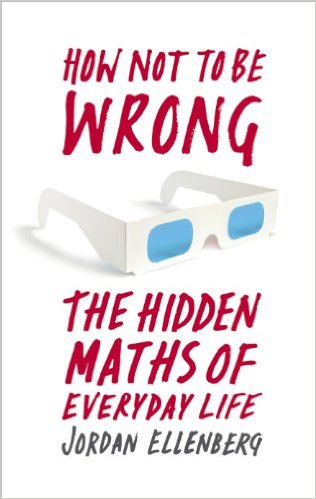 HOW NOT TO BE
WRONG
THE HIDDEN
MATHS OF
EVERYDAY LIFE
JORDAN ELLENBERG